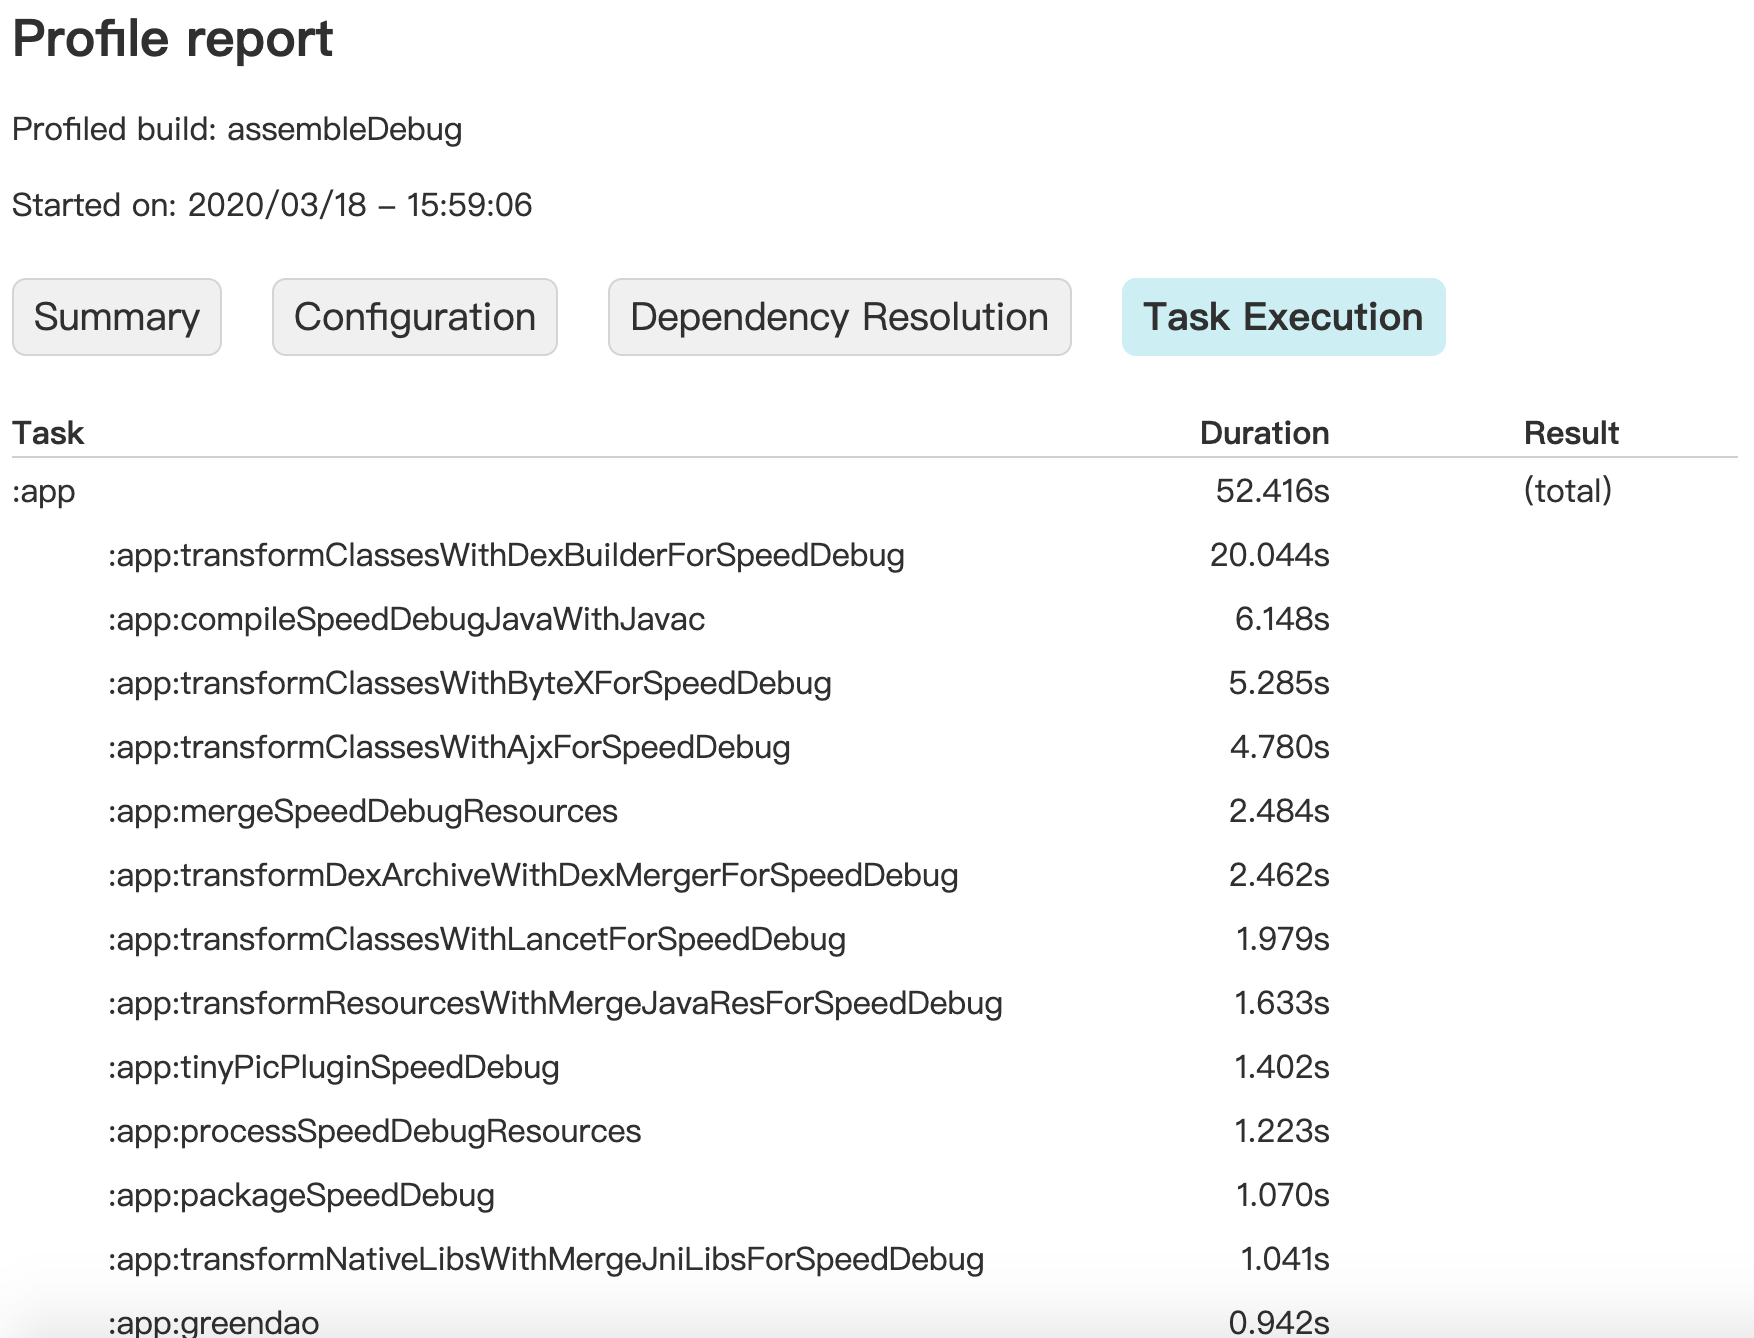 Profile report
Profiled build: assembleDebug
Started on: 2020/03/18 – 15:59:06
Summary Configuration Dependency Resolution Task Execution
Task Duration Result
:app 52.416s (total)
:app:transformClassesWithDexBuilderForSpeedDebug 20.044s
:app:compileSpeedDebugJavaWithJavac 6.148s
:app:transformClassesWithByteXForSpeedDebug 5.285s
:app:transformClassesWithAjxForSpeedDebug 4.780s
:app:mergeSpeedDebugResources 2.484s
:app:transformDexArchiveWithDexMergerForSpeedDebug 2.462s
:app:transformClassesWithLancetForSpeedDebug 1.979s
:app:transformResourcesWithMergeJavaResForSpeedDebug 1.633s
:app:tinyPicPluginSpeedDebug 1.402s
:app:processSpeedDebugResources 1.223s
:app:packageSpeedDebug 1.070s
:app:transformNativeLibsWithMergeJniLibsForSpeedDebug 1.041s
:app:greendao 0.942s